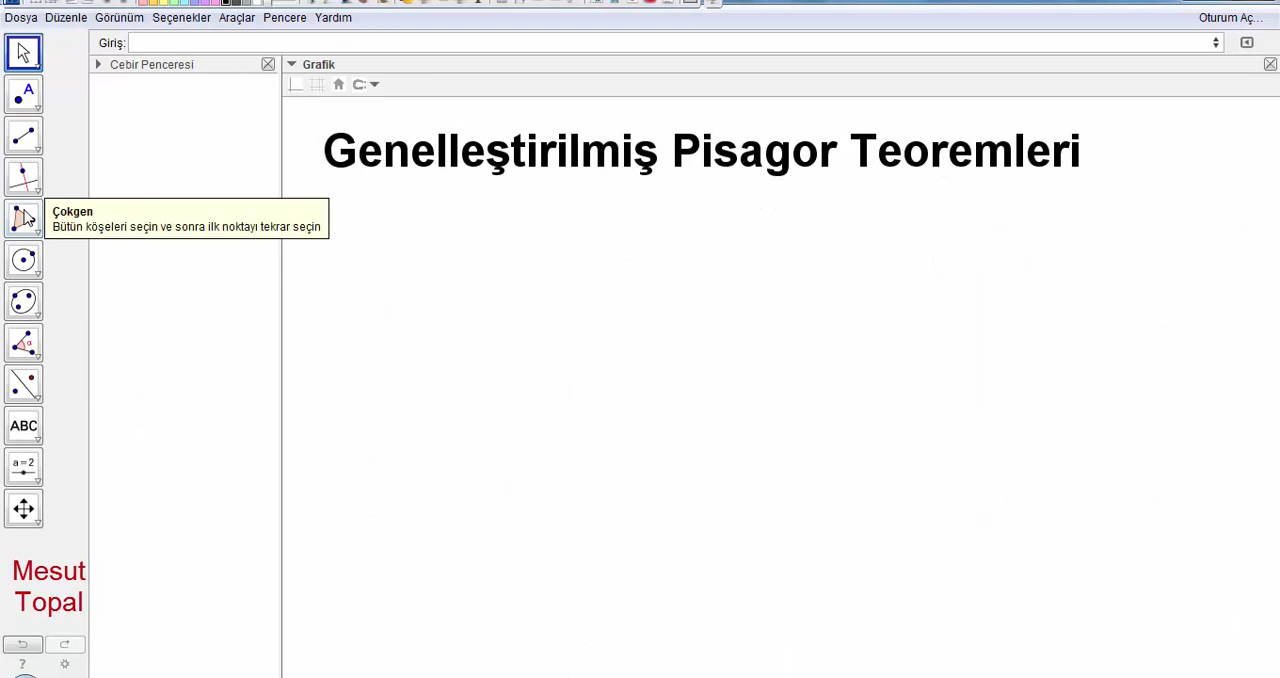 Dosya Düzenle Görünüm Seçenekler Araçlar Pencere Yardım Oturum Aç...
Giriş:
Cebir Penceresi Grafik
A
Genelleştirilmiş Pisagor Teoremleri
Çokgen
Bütün köşeleri seçin ve sonra ilk noktayı tekrar seçin
α
ABC
a=2
Mesut
Topal
?